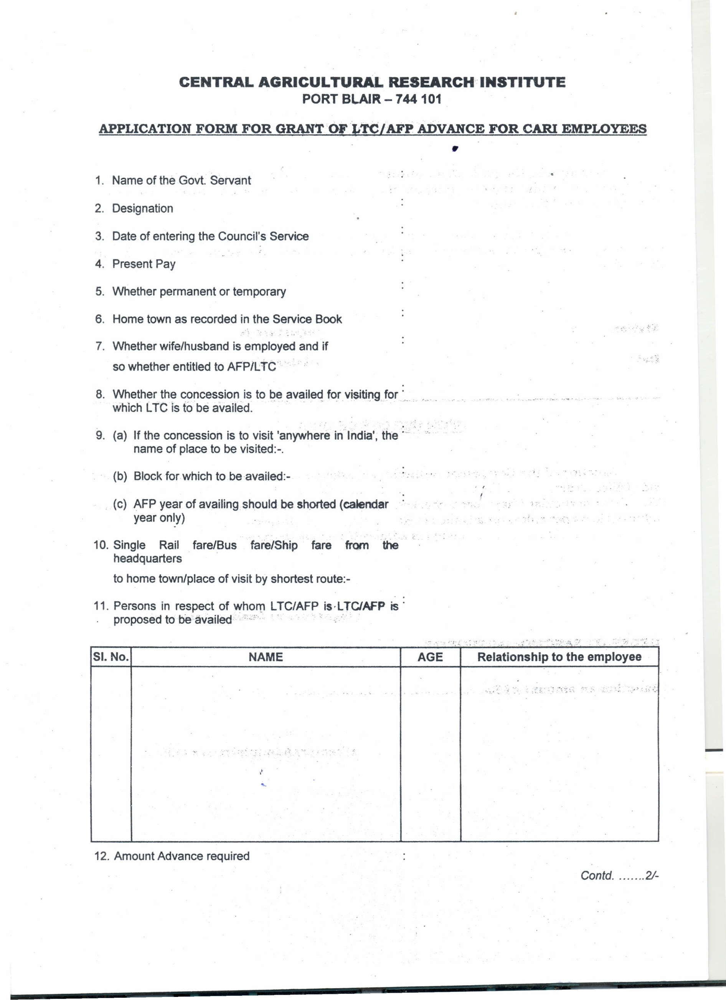 CENTRAL AGRICULTURAL RESEARCH INSTITUTE
PORT BLAIR – 744 101
APPLICATION FORM FOR GRANT OF LTC/AFP ADVANCE FOR CARI EMPLOYEES
1. Name of the Govt. Servant :
2. Designation :
3. Date of entering the Council's Service :
4. Present Pay :
5. Whether permanent or temporary :
6. Home town as recorded in the Service Book :
7. Whether wife/husband is employed and if :
so whether entitled to AFP/LTC
8. Whether the concession is to be availed for visiting for :
which LTC is to be availed.
9. (a) If the concession is to visit 'anywhere in India', the :
name of place to be visited:-.
(b) Block for which to be availed:- :
(c) AFP year of availing should be shorted (calendar :
year only)
10. Single Rail fare/Bus fare/Ship fare from the
headquarters
to home town/place of visit by shortest route:-
11. Persons in respect of whom LTC/AFP is LTC/AFP is :
proposed to be availed
Sl. No. NAME AGE Relationship to the employee
12. Amount Advance required :
Contd. .......2/-